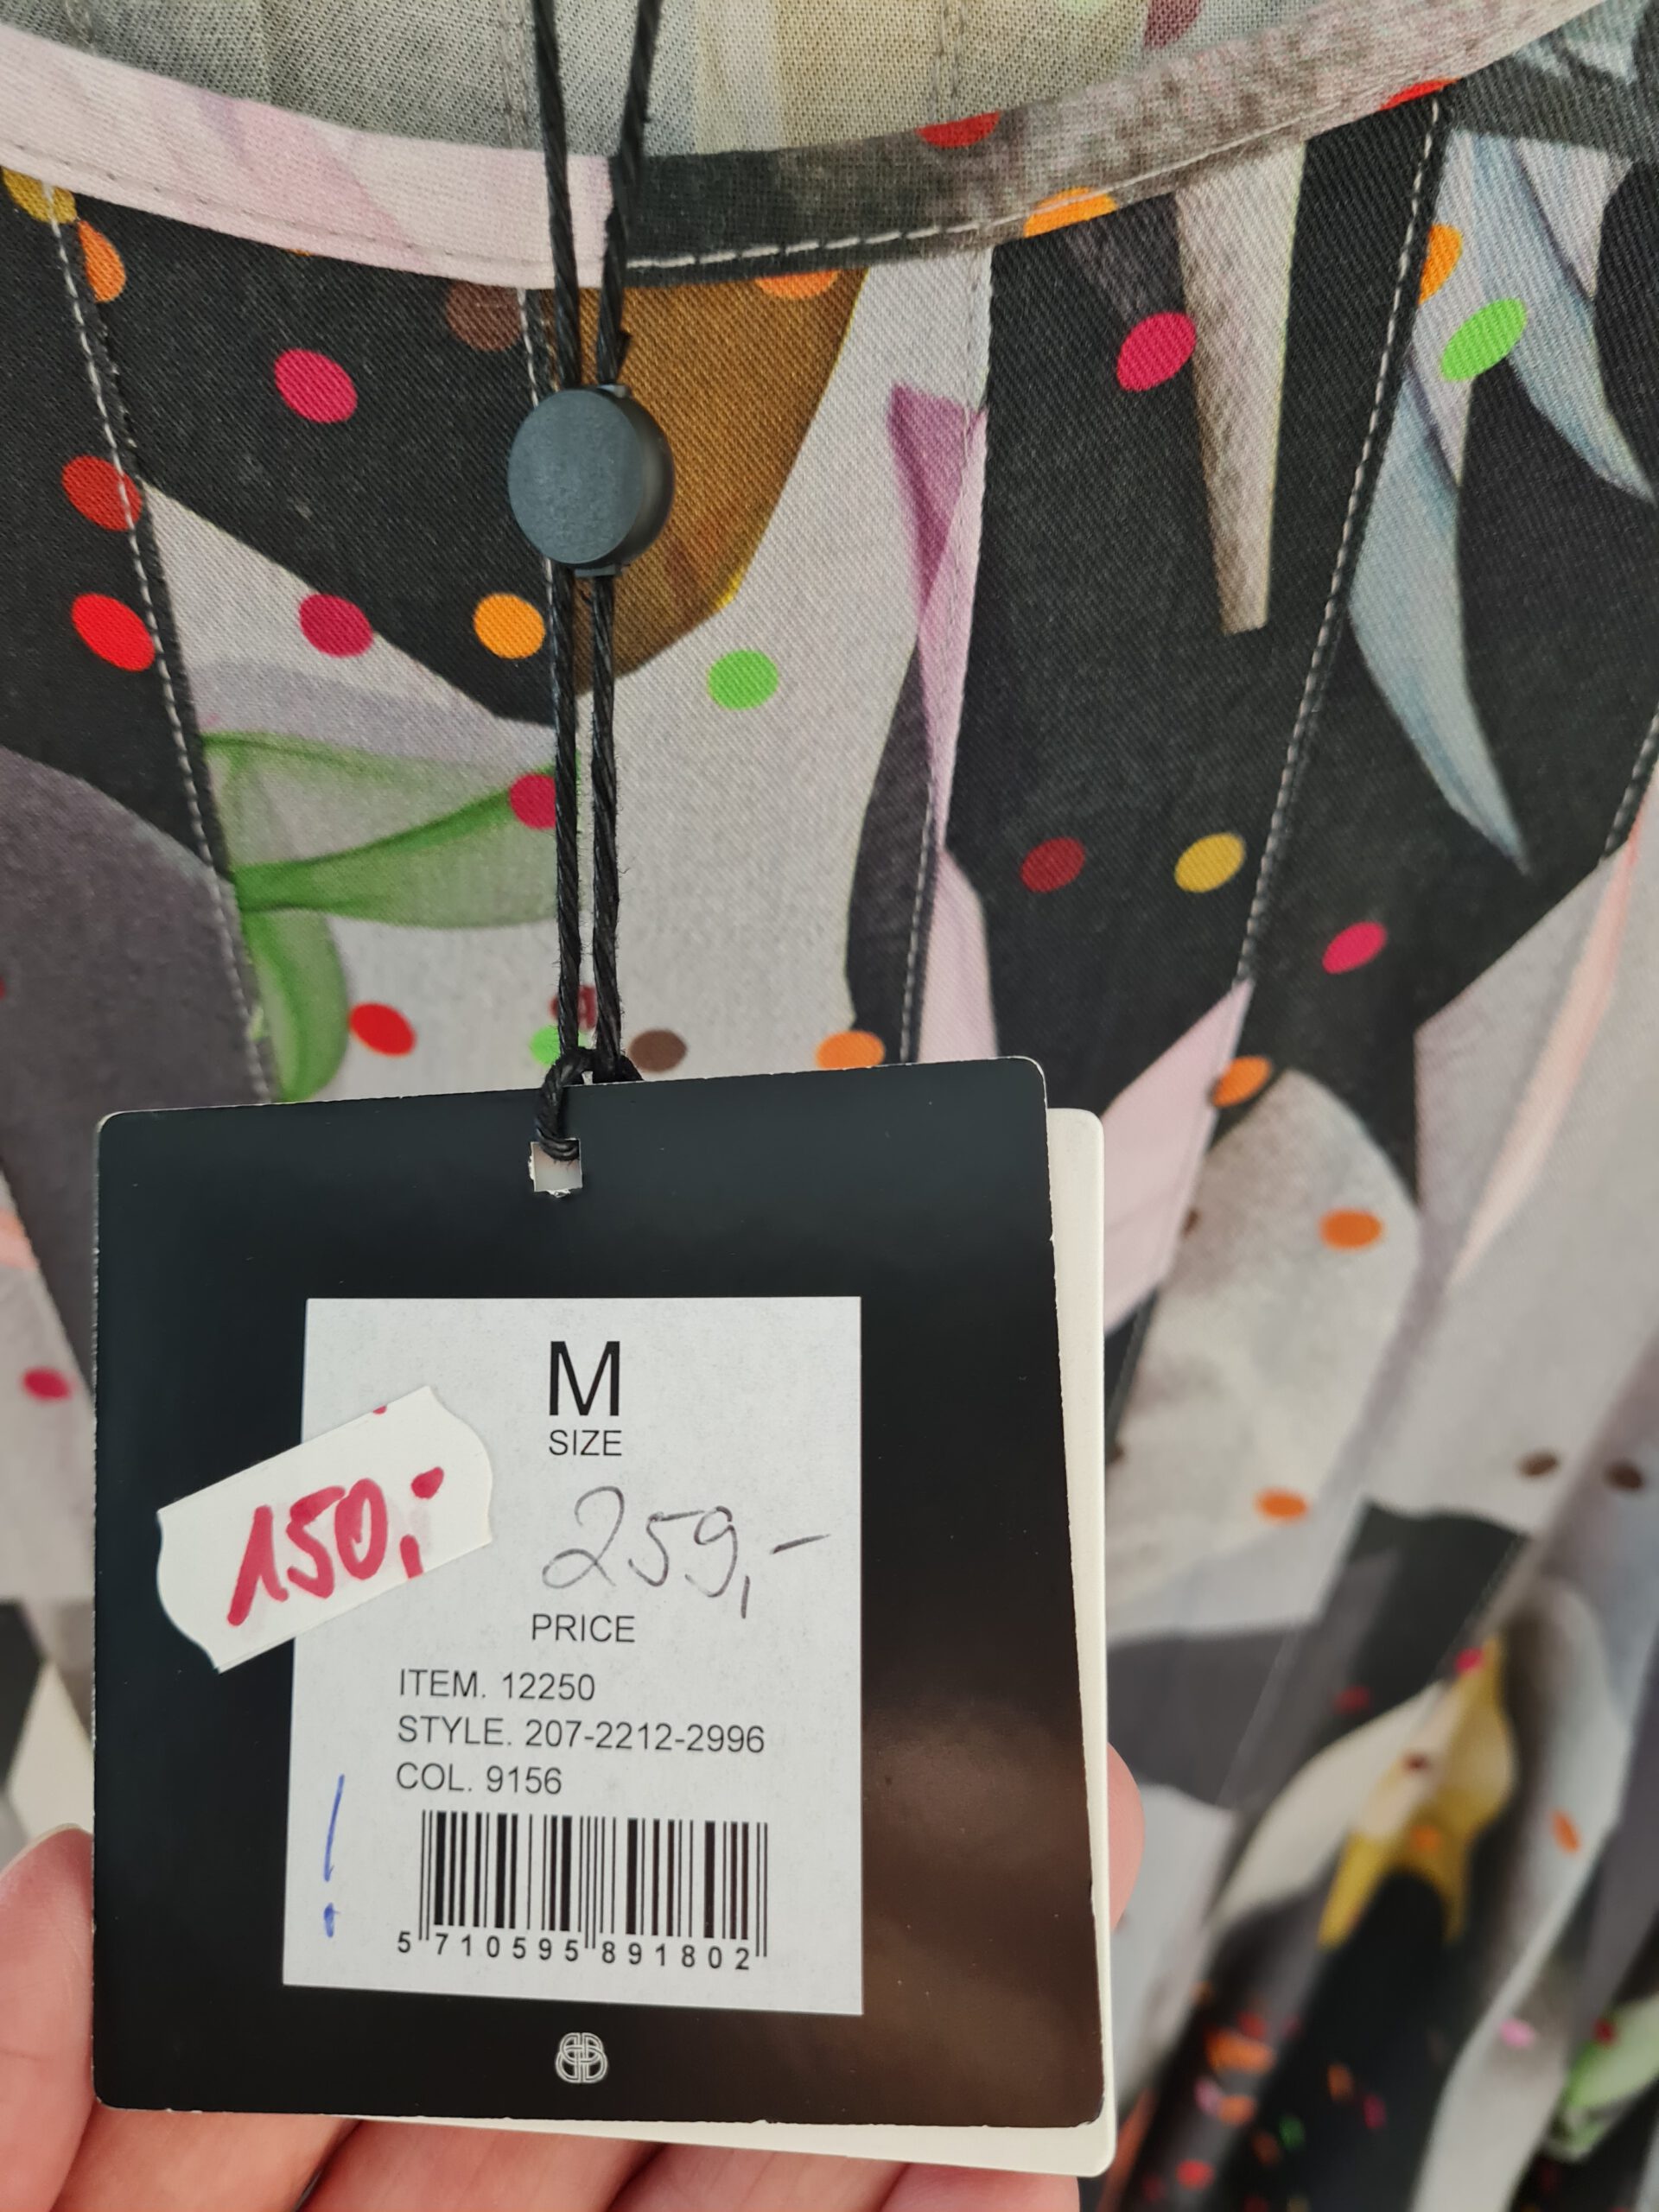 M
SIZE
150,-
259,-
PRICE
ITEM. 12250
STYLE. 207-2212-2996
COL. 9156
!
5 710595 891802